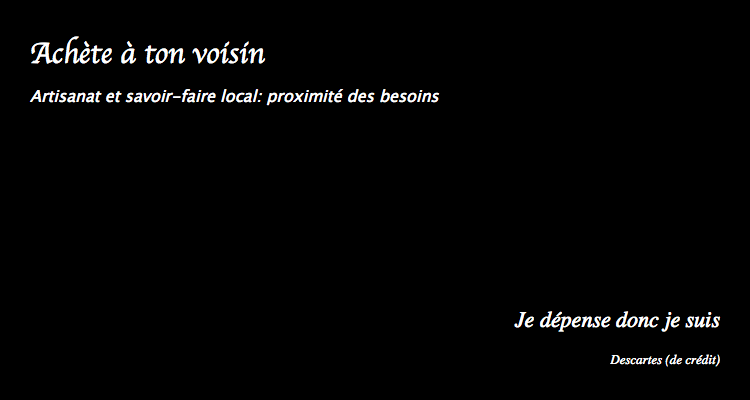 Achète à ton voisin
Artisanat et savoir-faire local: proximité des besoins
Je dépense donc je suis
Descartes (de crédit)